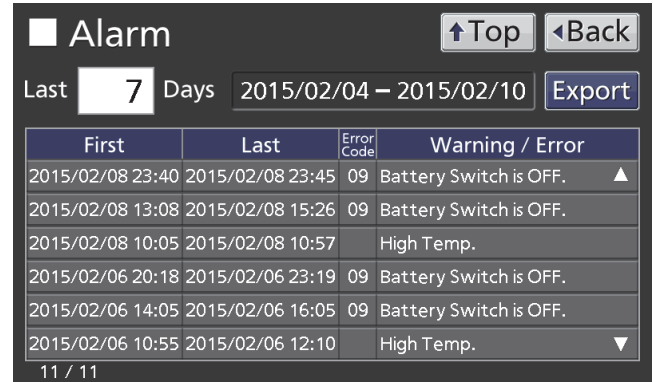 Alarm
Top
Back
Last 7 Days 2015/02/04 – 2015/02/10 Export
First Last Error Code Warning / Error
2015/02/08 23:40 2015/02/08 23:45 09 Battery Switch is OFF.
2015/02/08 13:08 2015/02/08 15:26 09 Battery Switch is OFF.
2015/02/08 10:05 2015/02/08 10:57 High Temp.
2015/02/06 20:18 2015/02/06 23:19 09 Battery Switch is OFF.
2015/02/06 14:05 2015/02/06 16:05 09 Battery Switch is OFF.
2015/02/06 10:55 2015/02/06 12:10 High Temp.
11 / 11